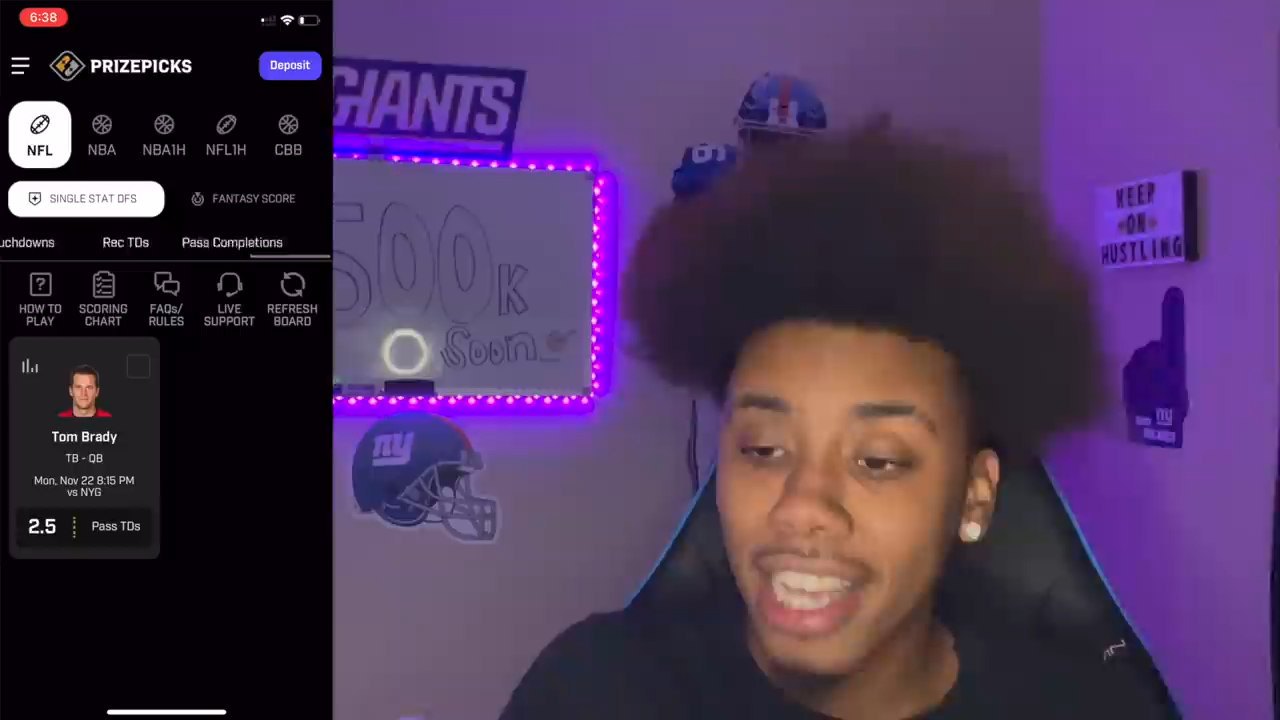 6:38
PRIZEPICKS
Deposit
NFL
NBA
NBA1H
NFL1H
CBB
SINGLE STAT DFS
FANTASY SCORE
uchdowns
Rec TDs
Pass Completions
HOW TO
PLAY
SCORING
CHART
FAQs/
RULES
LIVE
SUPPORT
REFRESH
BOARD
Tom Brady
TB - QB
Mon, Nov 22 8:15 PM
vs NYG
2.5
Pass TDs
GIANTS
500K
Soon
ny
KEEP
ON
HUSTLING
ny